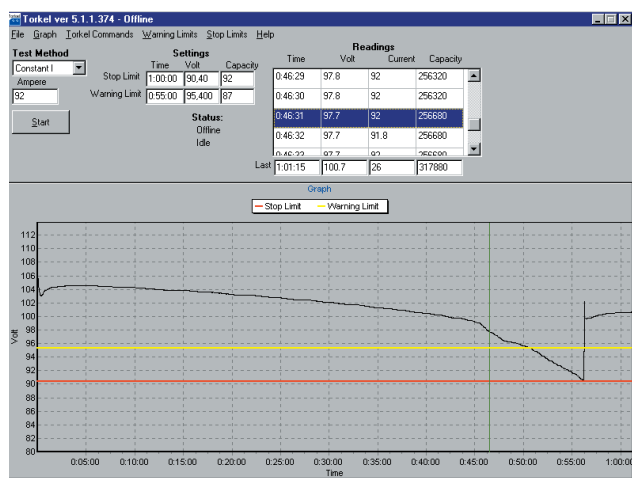 Torkel ver 5.1.1.374 - Offline
File Graph Torkel Commands Warning Limits Stop Limits Help
Test Method
Constant I
Ampere
92
Start
Settings
Time Volt Capacity
Stop Limit 1:00:00 90,40 92
Warning Limit 0:55:00 95,400 87
Status:
Offline
Idle
Readings
Time Volt Current Capacity
0:46:29 97.8 92 256320
0:46:30 97.8 92 256320
0:46:31 97.7 92 256680
0:46:32 97.7 91.8 256680
0:46:33 97.7 92 256680
Last 1:01:15 100.7 26 317880
Graph
Stop Limit Warning Limit
112
110
108
106
104
102
100
98
96
94
92
90
88
86
84
82
80
Volt
0:05:00 0:10:00 0:15:00 0:20:00 0:25:00 0:30:00 0:35:00 0:40:00 0:45:00 0:50:00 0:55:00 1:00:00
Time